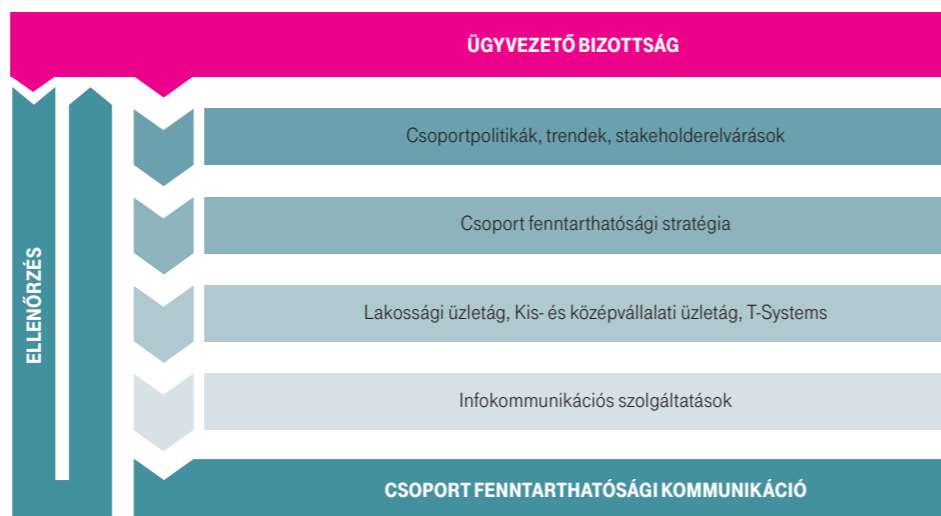 ÜGYVEZETŐ BIZOTTSÁG
Csoportpolitikák, trendek, stakeholderelvárások
Csoport fenntarthatósági stratégia
Lakossági üzletág, Kis- és középvállalati üzletág, T-Systems
Infokommunikációs szolgáltatások
CSOPORT FENNTARTHATÓSÁGI KOMMUNIKÁCIÓ
ELLENŐRZÉS